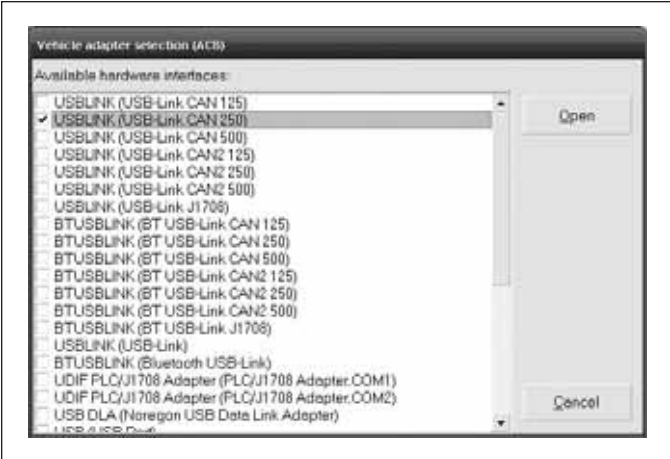 Vehicle adapter selection (ACB)
Available hardware interfaces:
USBLINK (USB-Link CAN 125)
USBLINK (USB-Link CAN 250)
USBLINK (USB-Link CAN 500)
USBLINK (USB-Link CAN2 125)
USBLINK (USB-Link CAN2 250)
USBLINK (USB-Link CAN2 500)
USBLINK (USB-Link J1708)
BTUSBLINK (BT USB-Link CAN 125)
BTUSBLINK (BT USB-Link CAN 250)
BTUSBLINK (BT USB-Link CAN 500)
BTUSBLINK (BT USB-Link CAN2 125)
BTUSBLINK (BT USB-Link CAN2 250)
BTUSBLINK (BT USB-Link CAN2 500)
BTUSBLINK (BT USB-Link J1708)
USBLINK (USB-Link)
BTUSBLINK (Bluetooth USB-Link)
UDIF PLC/J1708 Adapter (PLC/J1708 Adapter.COM1)
UDIF PLC/J1708 Adapter (PLC/J1708 Adapter.COM2)
USB DLA (Noregon USB Data Link Adapter)
Open
Cancel